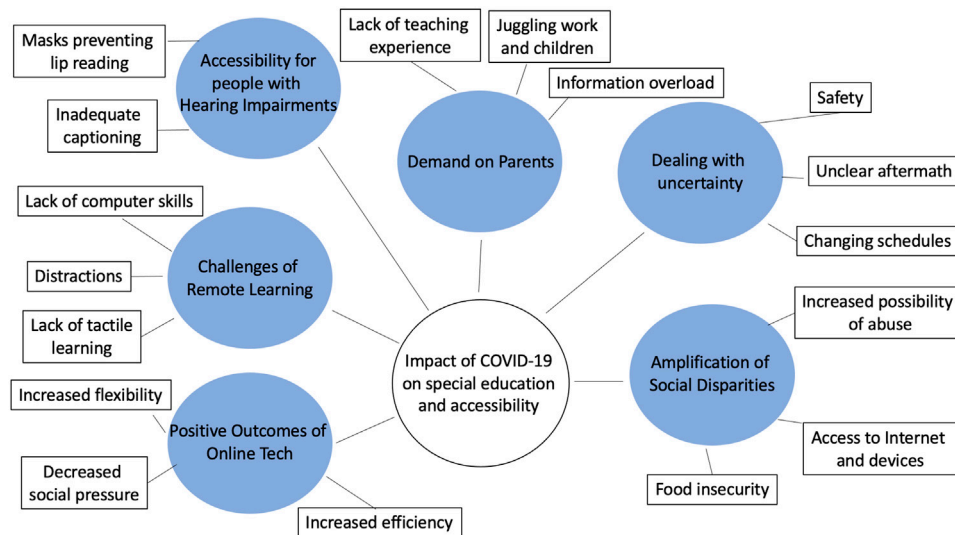 Masks preventing
lip reading
Accessibility for
people with
Hearing Impairments
Inadequate
captioning
Lack of teaching
experience
Juggling work
and children
Information overload
Demand on Parents
Safety
Dealing with
uncertainty
Unclear aftermath
Changing schedules
Lack of computer skills
Distractions
Challenges of
Remote Learning
Lack of tactile
learning
Impact of COVID-19
on special education
and accessibility
Increased possibility
of abuse
Amplification of
Social Disparities
Access to Internet
and devices
Food insecurity
Increased flexibility
Positive Outcomes of
Online Tech
Decreased
social pressure
Increased efficiency